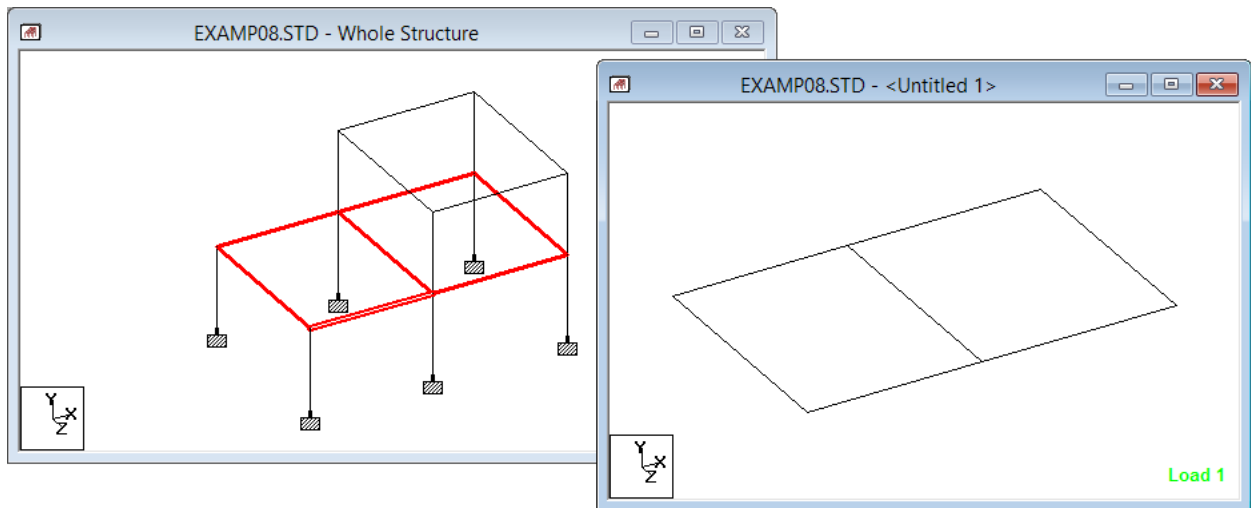 EXAMP08.STD - Whole Structure
EXAMP08.STD - <Untitled 1>
Y
X
Z
Y
X
Z
Load 1